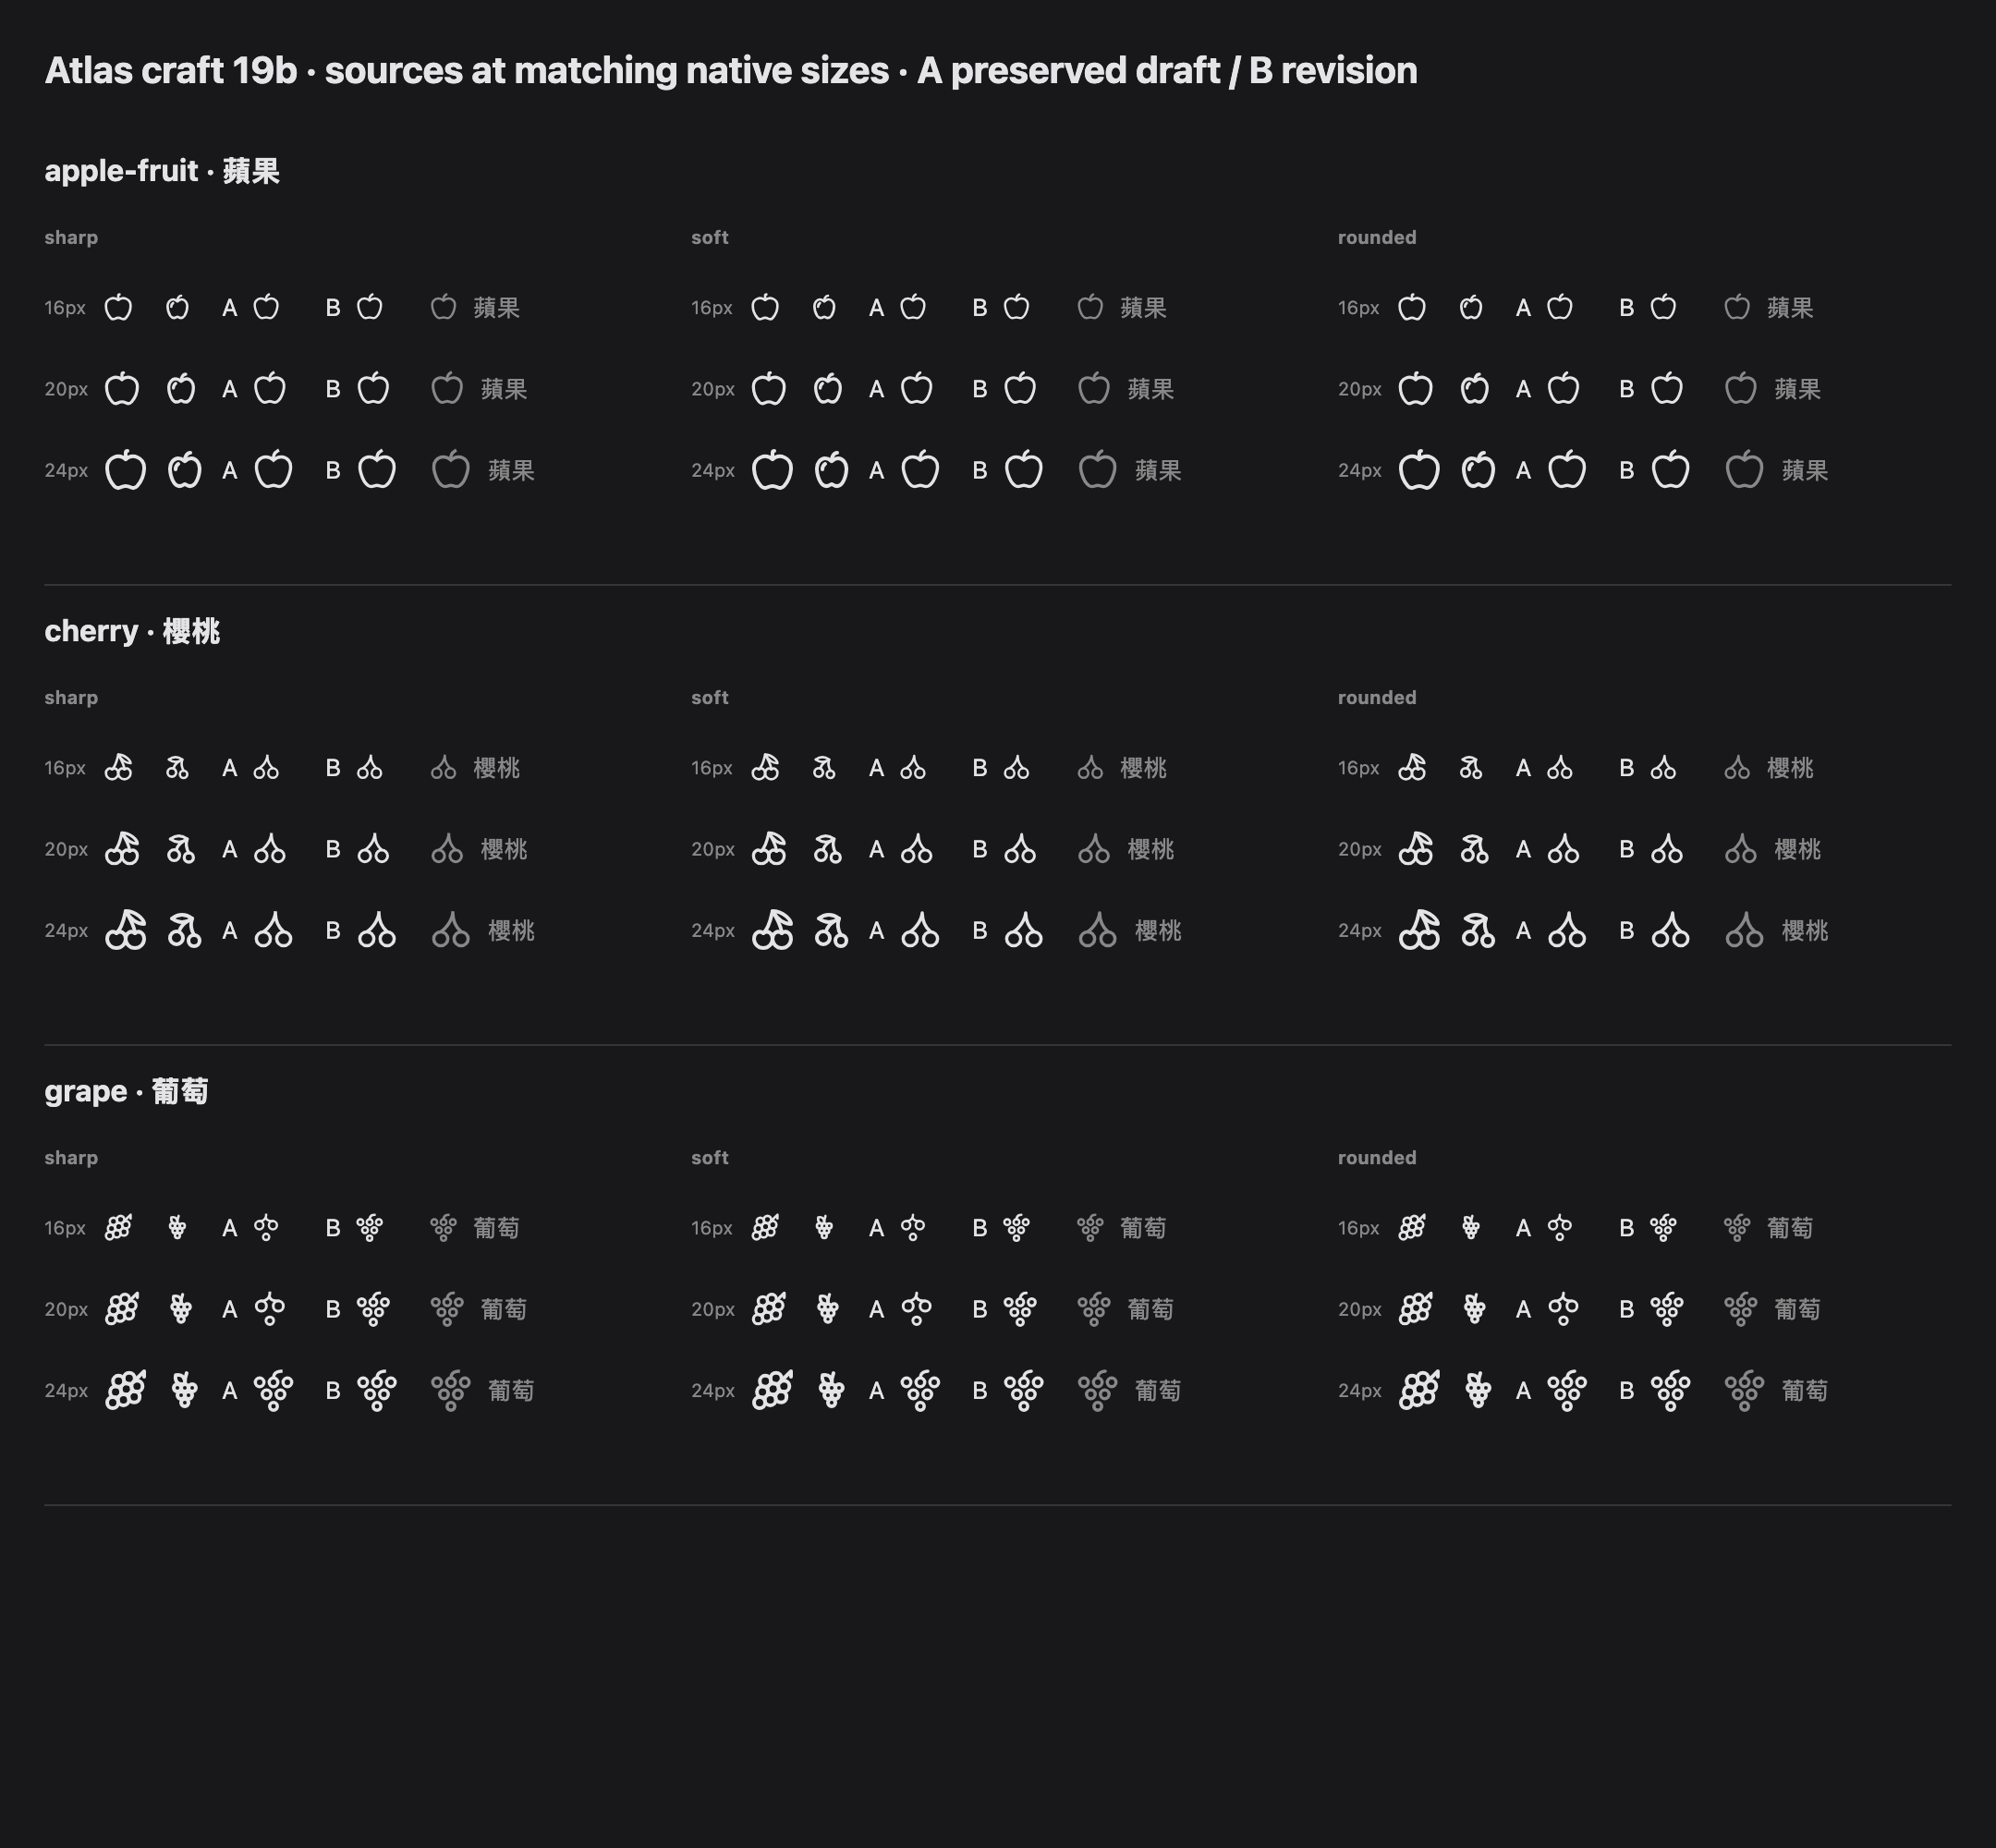 Atlas craft 19b · sources at matching native sizes · A preserved draft / B revision
apple-fruit · 蘋果
sharp soft rounded
16px A B 蘋果 16px A B 蘋果 16px A B 蘋果
20px A B 蘋果 20px A B 蘋果 20px A B 蘋果
24px A B 蘋果 24px A B 蘋果 24px A B 蘋果
cherry · 櫻桃
sharp soft rounded
16px A B 櫻桃 16px A B 櫻桃 16px A B 櫻桃
20px A B 櫻桃 20px A B 櫻桃 20px A B 櫻桃
24px A B 櫻桃 24px A B 櫻桃 24px A B 櫻桃
grape · 葡萄
sharp soft rounded
16px A B 葡萄 16px A B 葡萄 16px A B 葡萄
20px A B 葡萄 20px A B 葡萄 20px A B 葡萄
24px A B 葡萄 24px A B 葡萄 24px A B 葡萄